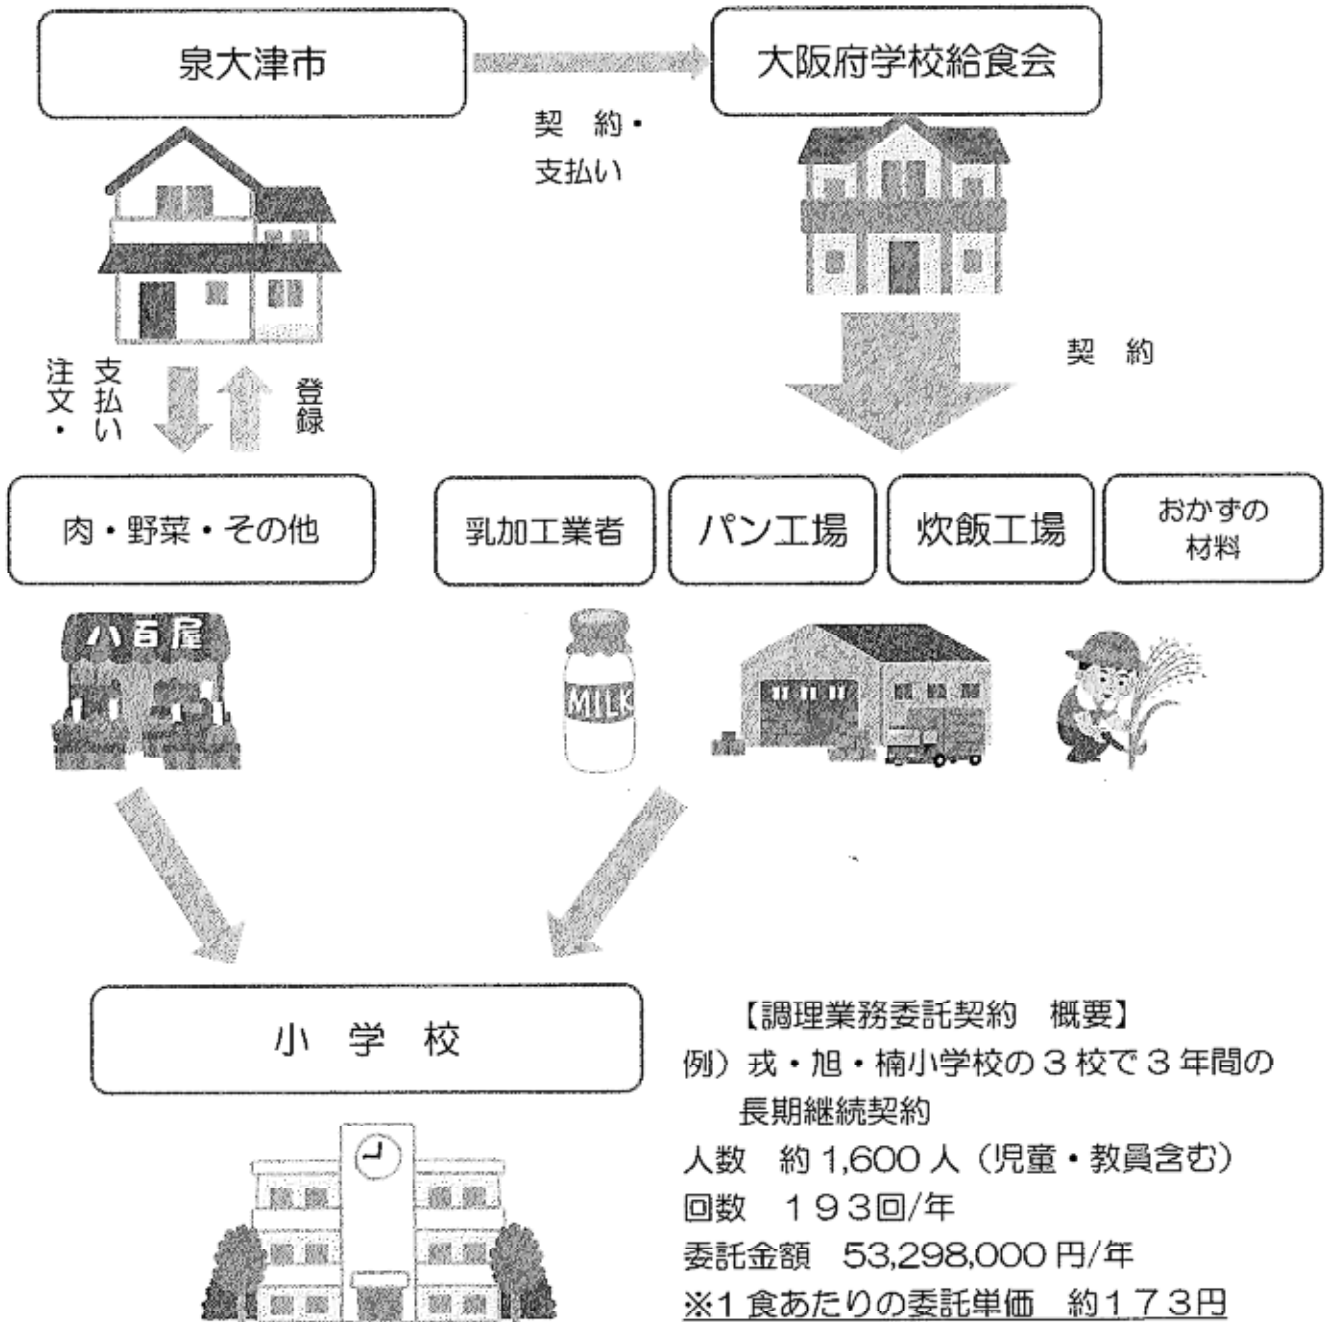 泉大津市
大阪府学校給食会
契 約・
支払い
契 約
注文・
支払い
登録
肉・野菜・その他
乳加工業者
パン工場
炊飯工場
おかずの
材料
八百屋
MILK
小 学 校
【調理業務委託契約 概要】
例）戎・旭・楠小学校の３校で３年間の
長期継続契約
人数 約 1,600 人（児童・教員含む）
回数 １９３回/年
委託金額 53,298,000 円/年
※1 食あたりの委託単価 約１７３円